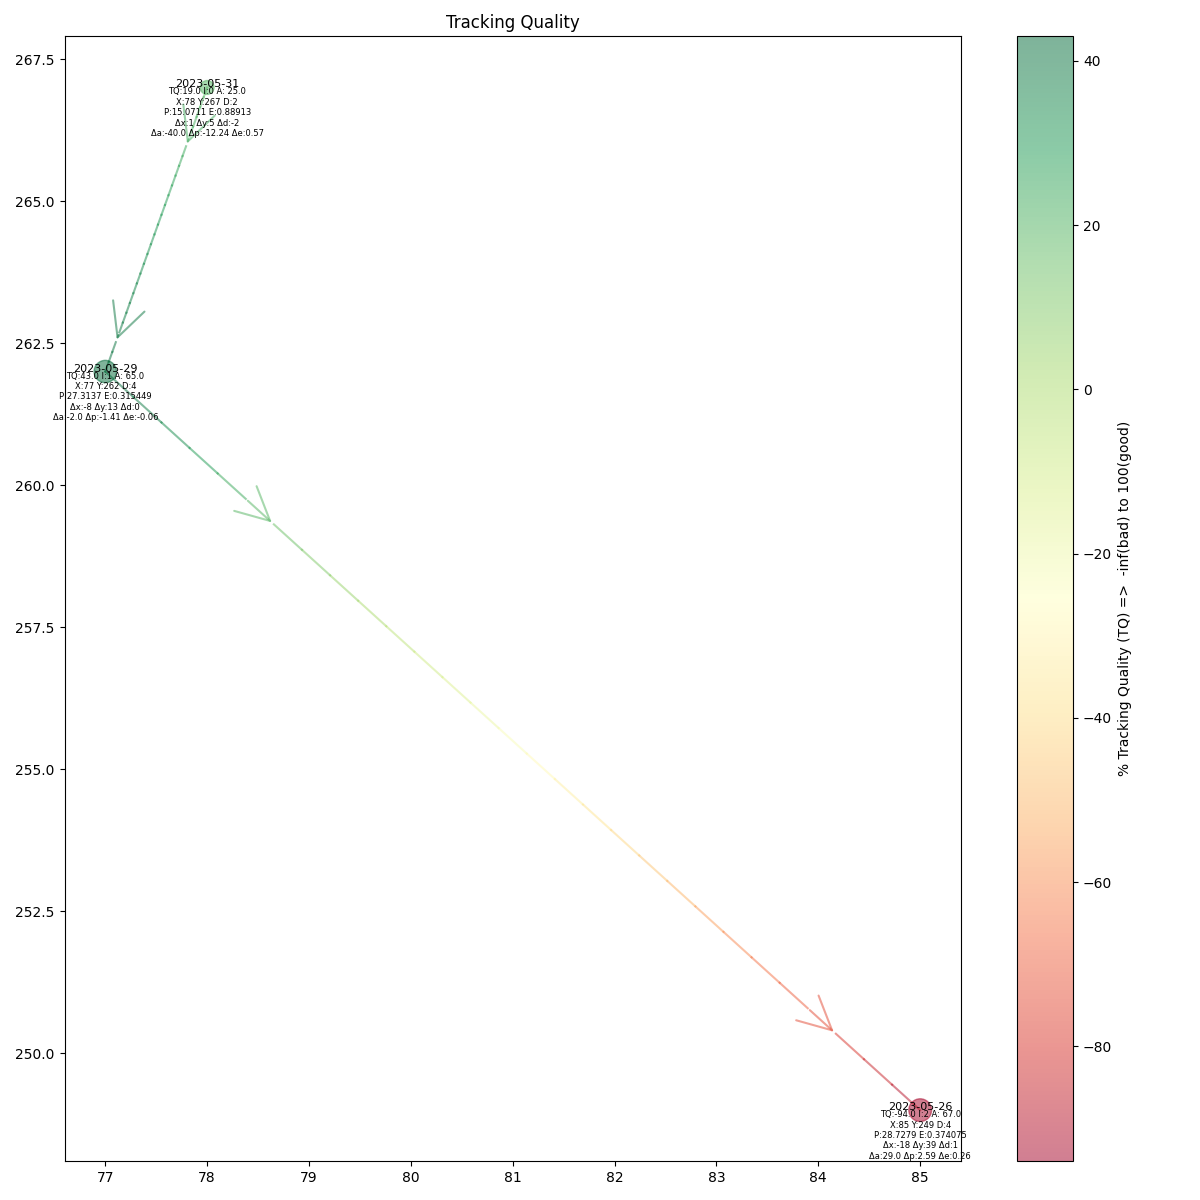 Tracking Quality
267.5
265.0
262.5
260.0
257.5
255.0
252.5
250.0
77
78
79
80
81
82
83
84
85
2023-05-31
TQ:19.0 I:0 A: 25.0
X:78 Y:267 D:2
P:15.0711 E:0.88913
Δx:1 Δy:5 Δd:-2
Δa:-40.0 Δp:-12.24 Δe:0.57
2023-05-29
TQ:43.0 I:1 A: 65.0
X:77 Y:262 D:4
P:27.3137 E:0.315449
Δx:-8 Δy:13 Δd:0
Δa:-2.0 Δp:-1.41 Δe:-0.06
2023-05-26
TQ:-94.0 I:2 A: 67.0
X:85 Y:249 D:4
P:28.7279 E:0.374075
Δx:-18 Δy:39 Δd:1
Δa:29.0 Δp:2.59 Δe:0.26
40
20
0
−20
−40
−60
−80
% Tracking Quality (TQ) => -inf(bad) to 100(good)